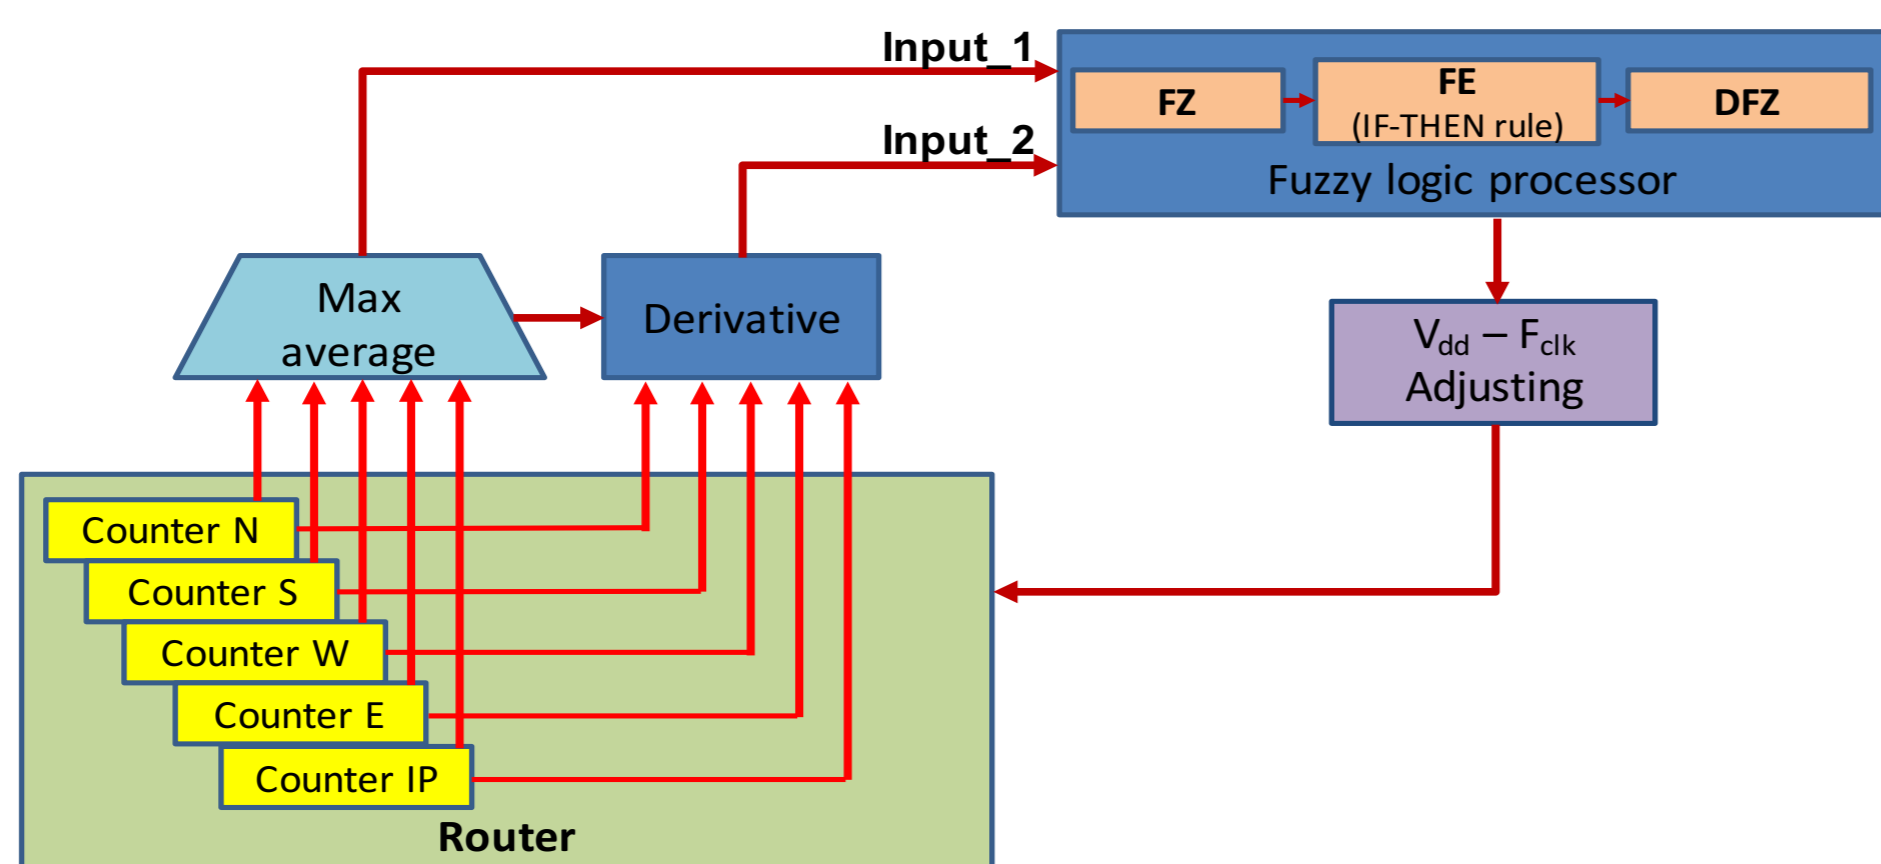 Input_1
Input_2
FZ
FE
(IF-THEN rule)
DFZ
Fuzzy logic processor
Max
average
Derivative
Vdd – Fclk
Adjusting
Counter N
Counter S
Counter W
Counter E
Counter IP
Router